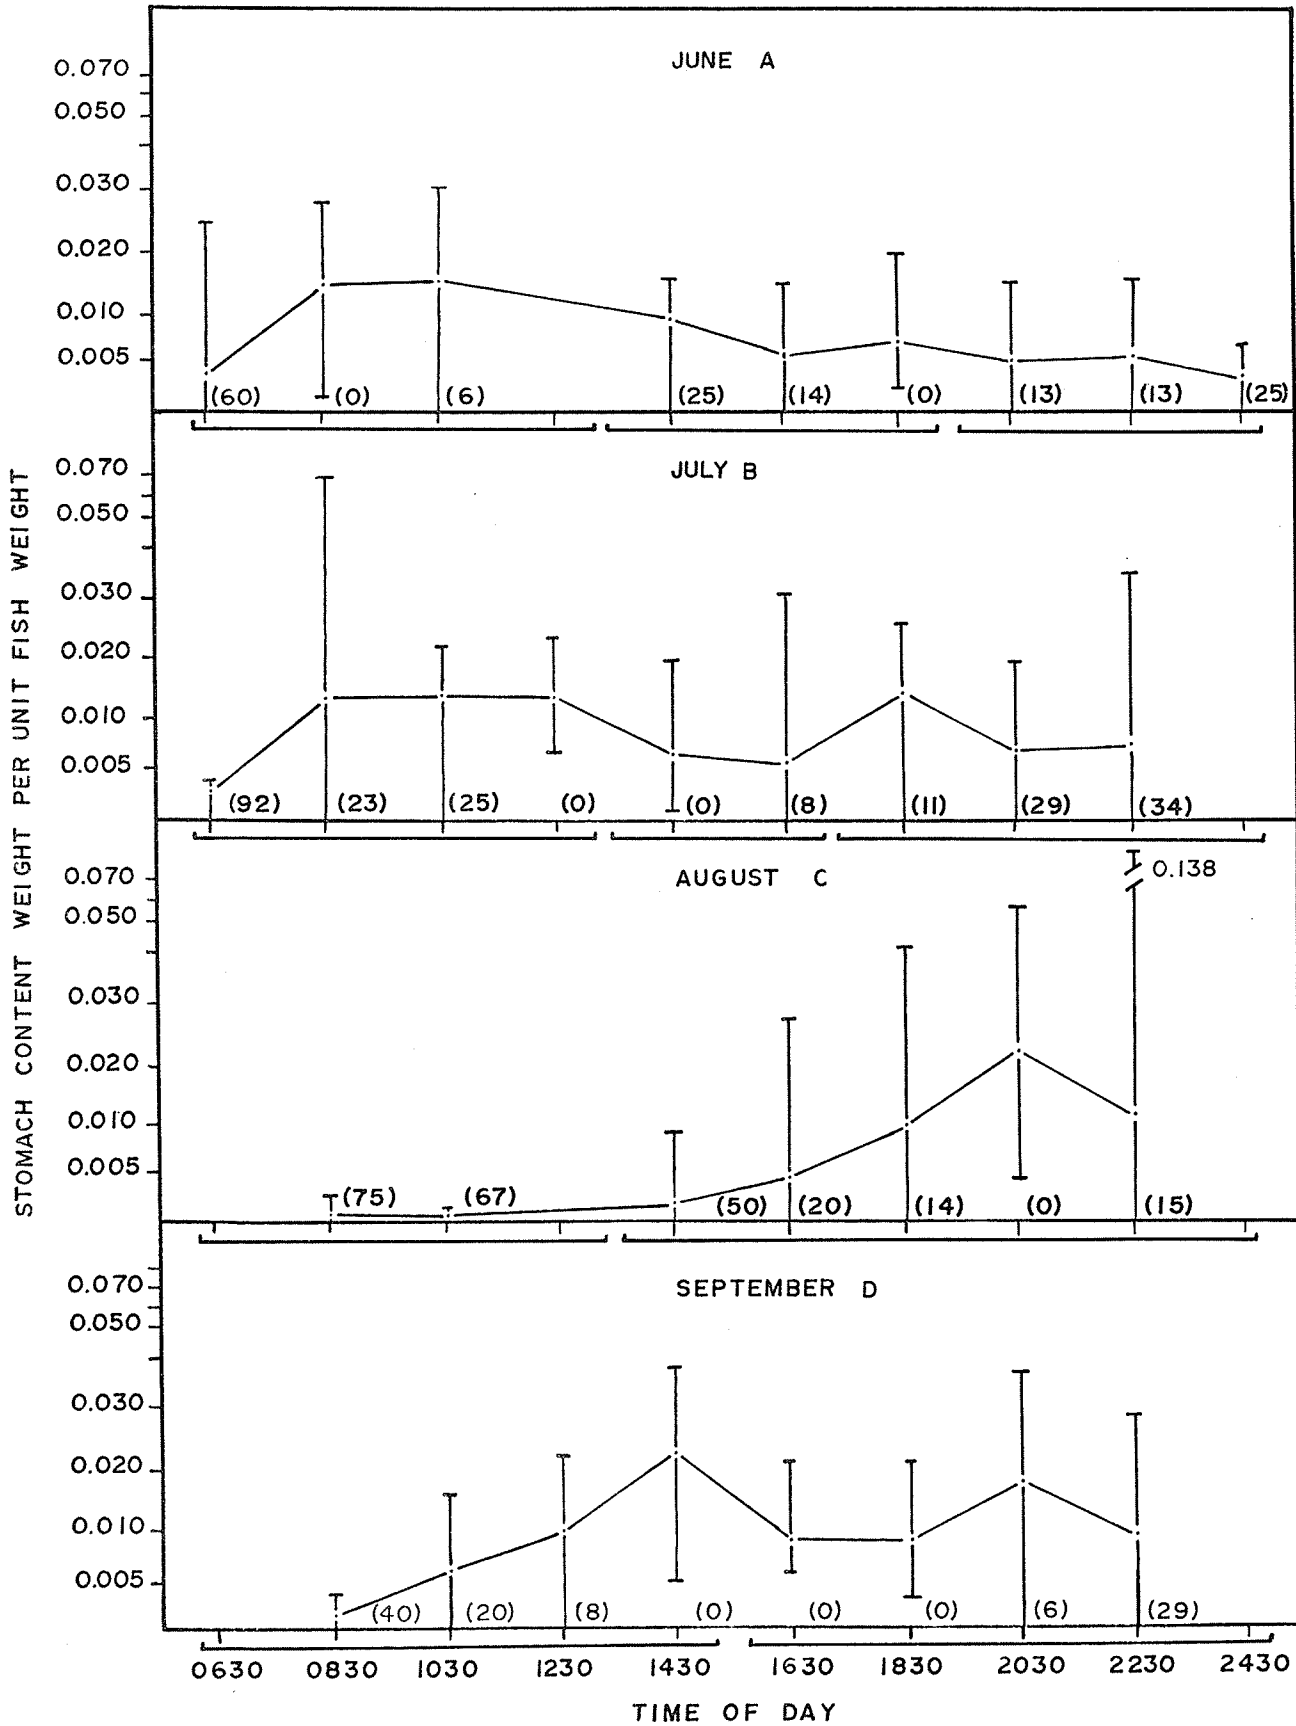 STOMACH CONTENT WEIGHT PER UNIT FISH WEIGHT
JUNE A
0.070
0.050
0.030
0.020
0.010
0.005
(60) (0) (6) (25) (14) (0) (13) (13) (25)
JULY B
0.070
0.050
0.030
0.020
0.010
0.005
(92) (23) (25) (0) (0) (8) (11) (29) (34)
AUGUST C
0.138
0.070
0.050
0.030
0.020
0.010
0.005
(75) (67) (50) (20) (14) (0) (15)
SEPTEMBER D
0.070
0.050
0.030
0.020
0.010
0.005
(40) (20) (8) (0) (0) (0) (6) (29)
0630 0830 1030 1230 1430 1630 1830 2030 2230 2430
TIME OF DAY